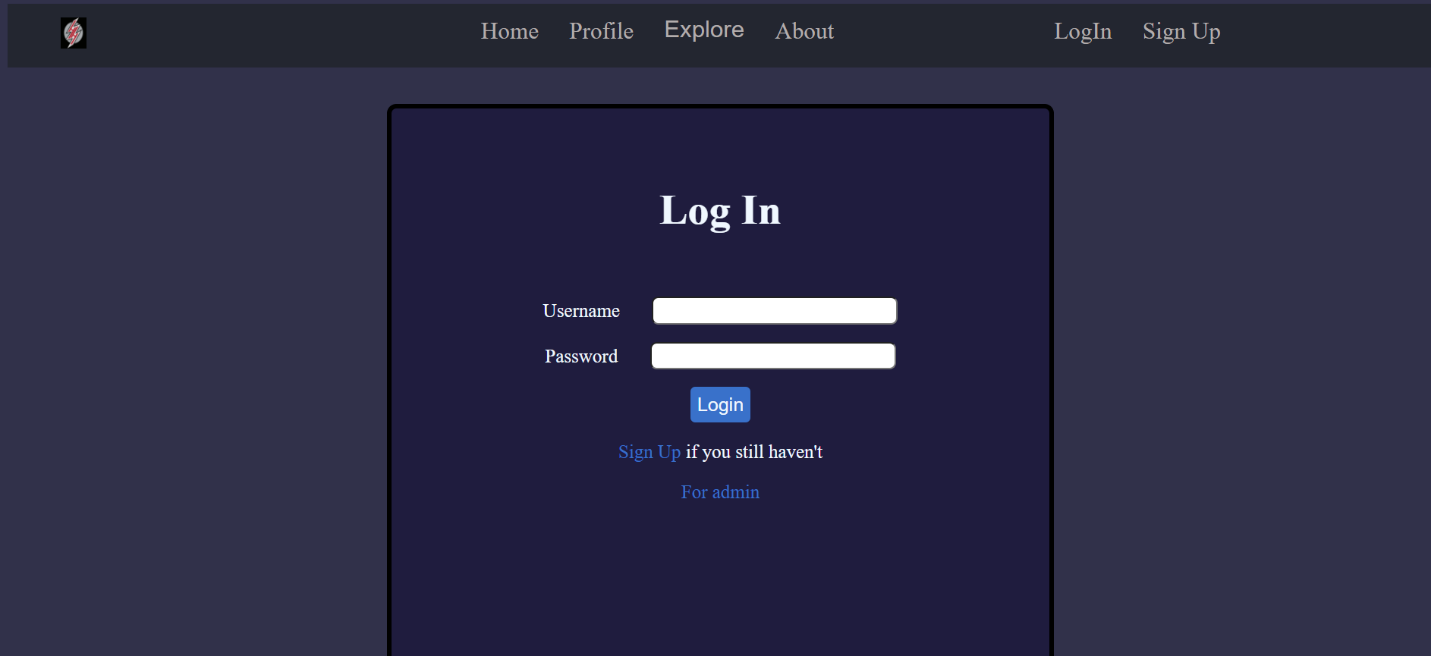 Home Profile Explore About LogIn Sign Up
Log In
Username
Password
Login
Sign Up if you still haven't
For admin